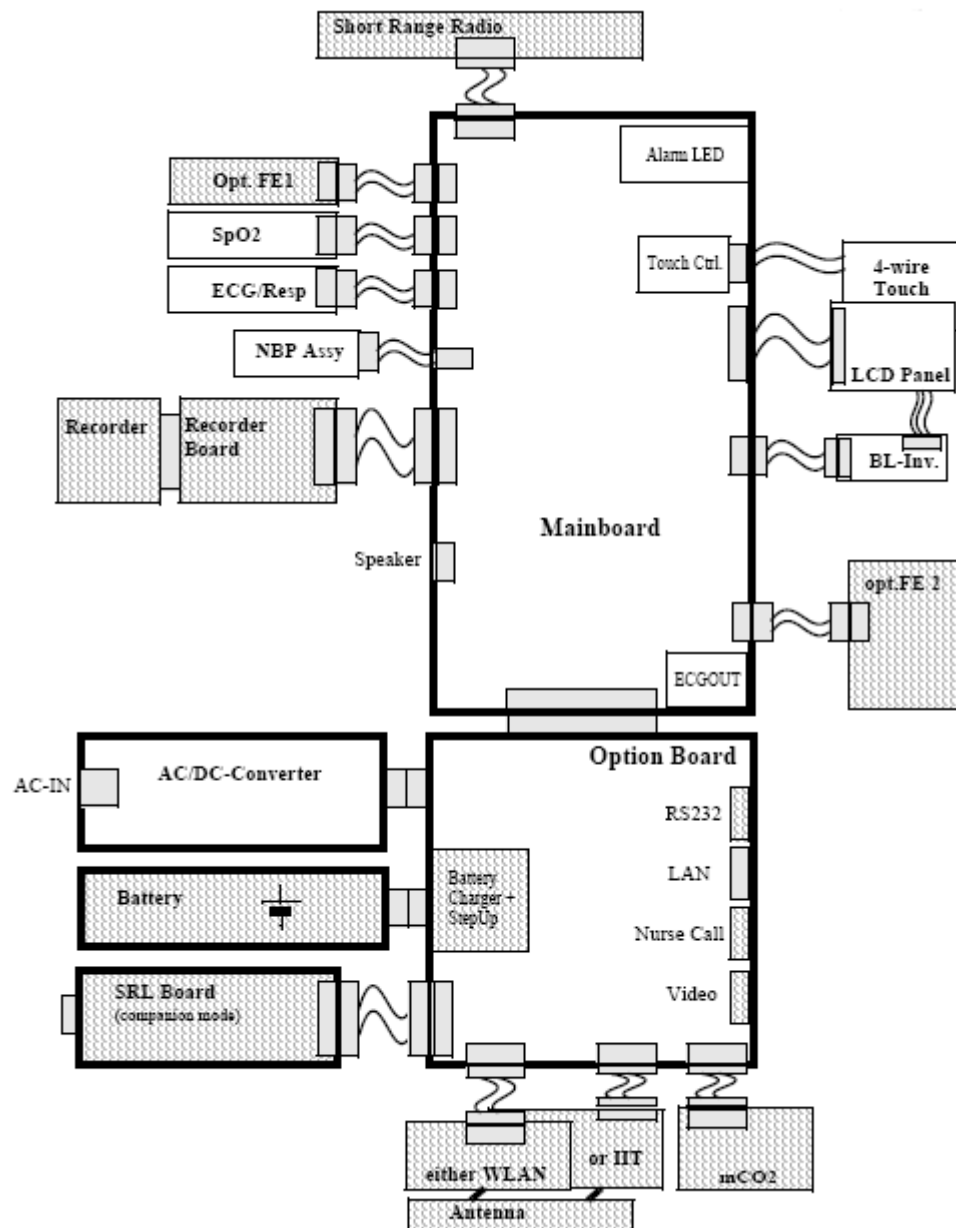 Short Range Radio
Alarm LED
Opt. FE1
SpO2
Touch Ctrl.
4-wire
Touch
ECG/Resp
NBP Assy
LCD Panel
Recorder
Recorder
Board
BL-Inv.
Mainboard
Speaker
opt.FE 2
ECGOUT
Option Board
AC/DC-Converter
AC-IN
RS232
LAN
Battery
Battery
Charger +
StepUp
Nurse Call
SRL Board
(companion mode)
Video
either WLAN
or IIT
mCO2
Antenna